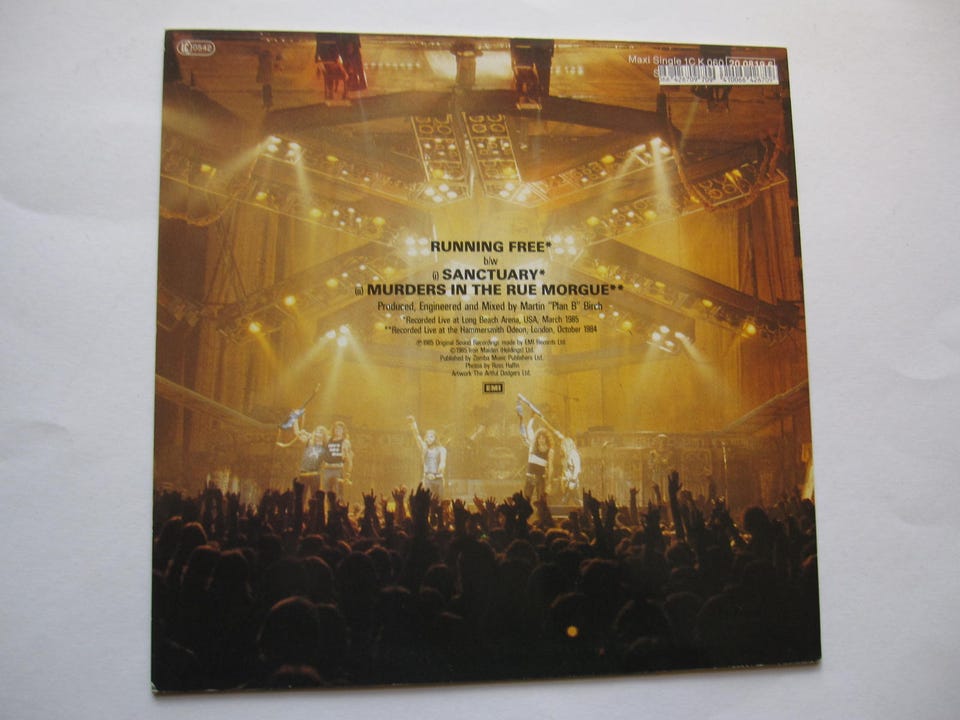 LC 0542
Maxi Single 1C K 060 20 0819 6
RUNNING FREE*
b/w
(i) SANCTUARY*
(ii) MURDERS IN THE RUE MORGUE**
Produced, Engineered and Mixed by Martin "Plan B" Birch
*Recorded Live at Long Beach Arena, USA, March 1985
**Recorded Live at the Hammersmith Odeon, London, October 1984
℗1985 Original Sound Recordings made by EMI Records Ltd.
©1985 Iron Maiden (Holdings) Ltd.
Published by Zomba Music Publishers Ltd.
Photos by Ross Halfin
Artwork The Artful Dodgers Ltd.
EMI